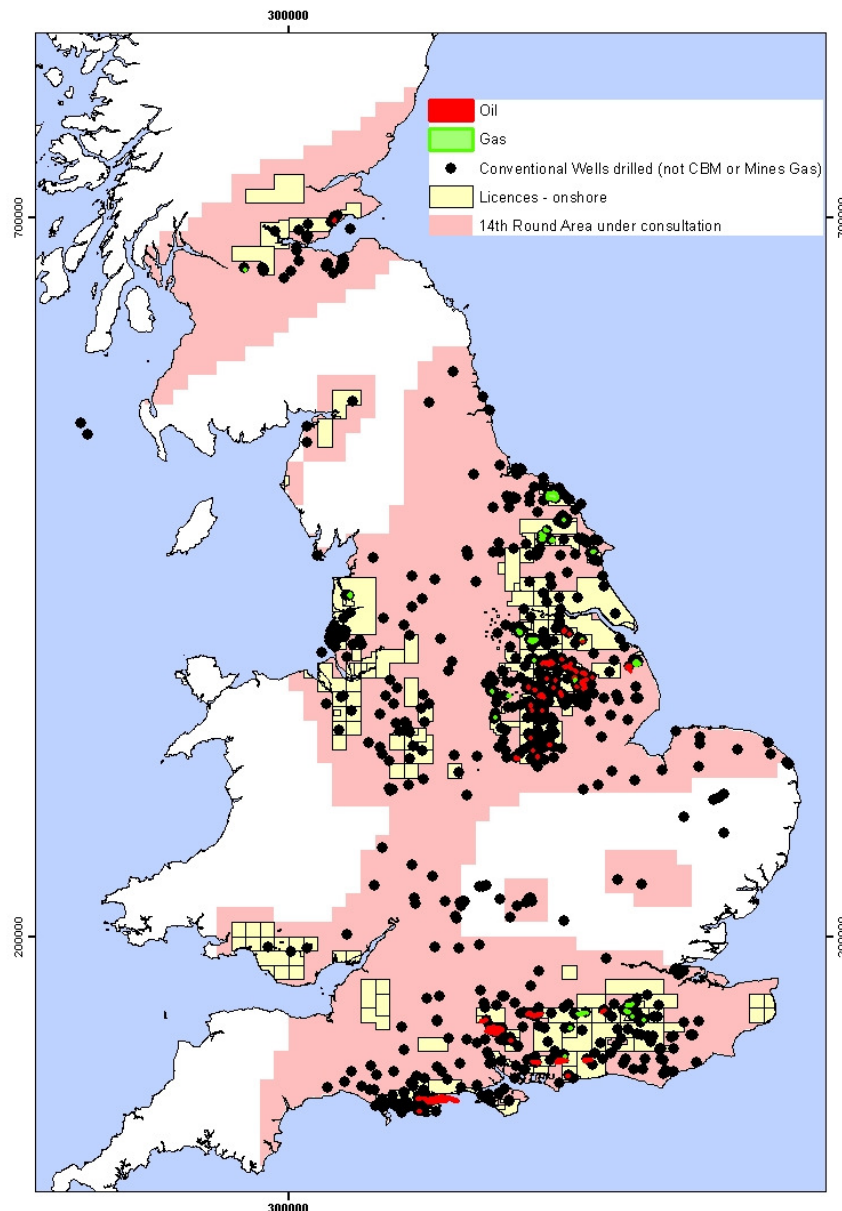 300000
Oil
Gas
Conventional Wells drilled (not CBM or Mines Gas)
Licences - onshore
14th Round Area under consultation
700000
700000
200000
200000
300000